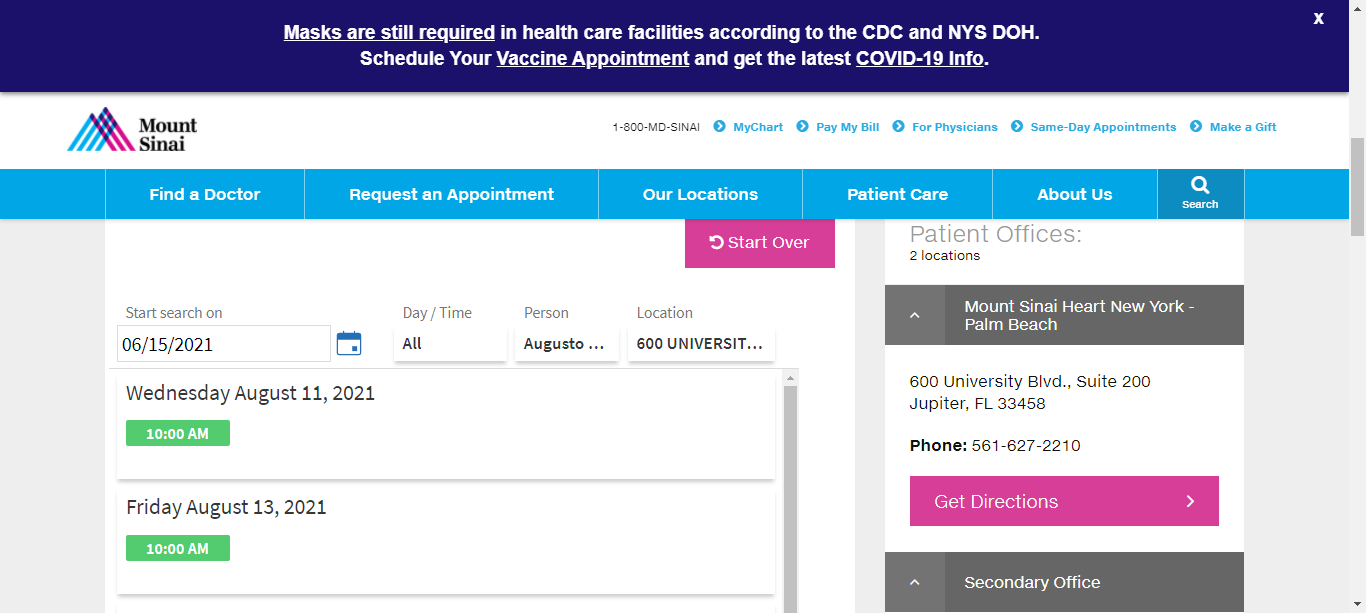 Masks are still required in health care facilities according to the CDC and NYS DOH.
Schedule Your Vaccine Appointment and get the latest COVID-19 Info.
X
Mount
Sinai
1-800-MD-SINAI MyChart Pay My Bill For Physicians Same-Day Appointments Make a Gift
Find a Doctor Request an Appointment Our Locations Patient Care About Us Search
Start Over
Start search on Day / Time Person Location
06/15/2021 All Augusto ... 600 UNIVERSIT...
Wednesday August 11, 2021
10:00 AM
Friday August 13, 2021
10:00 AM
Patient Offices:
2 locations
Mount Sinai Heart New York -
Palm Beach
600 University Blvd., Suite 200
Jupiter, FL 33458
Phone: 561-627-2210
Get Directions
Secondary Office